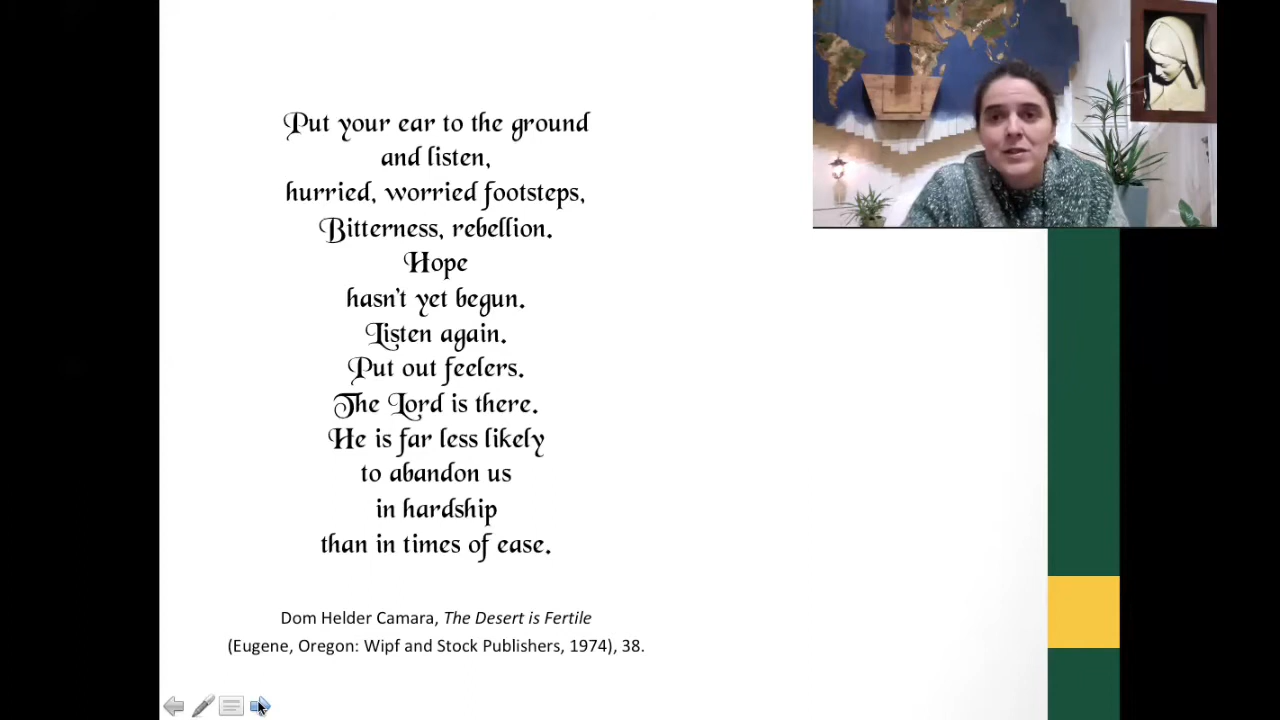 Put your ear to the ground
and listen,
hurried, worried footsteps,
Bitterness, rebellion.
Hope
hasn't yet begun.
Listen again.
Put out feelers.
The Lord is there.
He is far less likely
to abandon us
in hardship
than in times of ease.
Dom Helder Camara, The Desert is Fertile
(Eugene, Oregon: Wipf and Stock Publishers, 1974), 38.